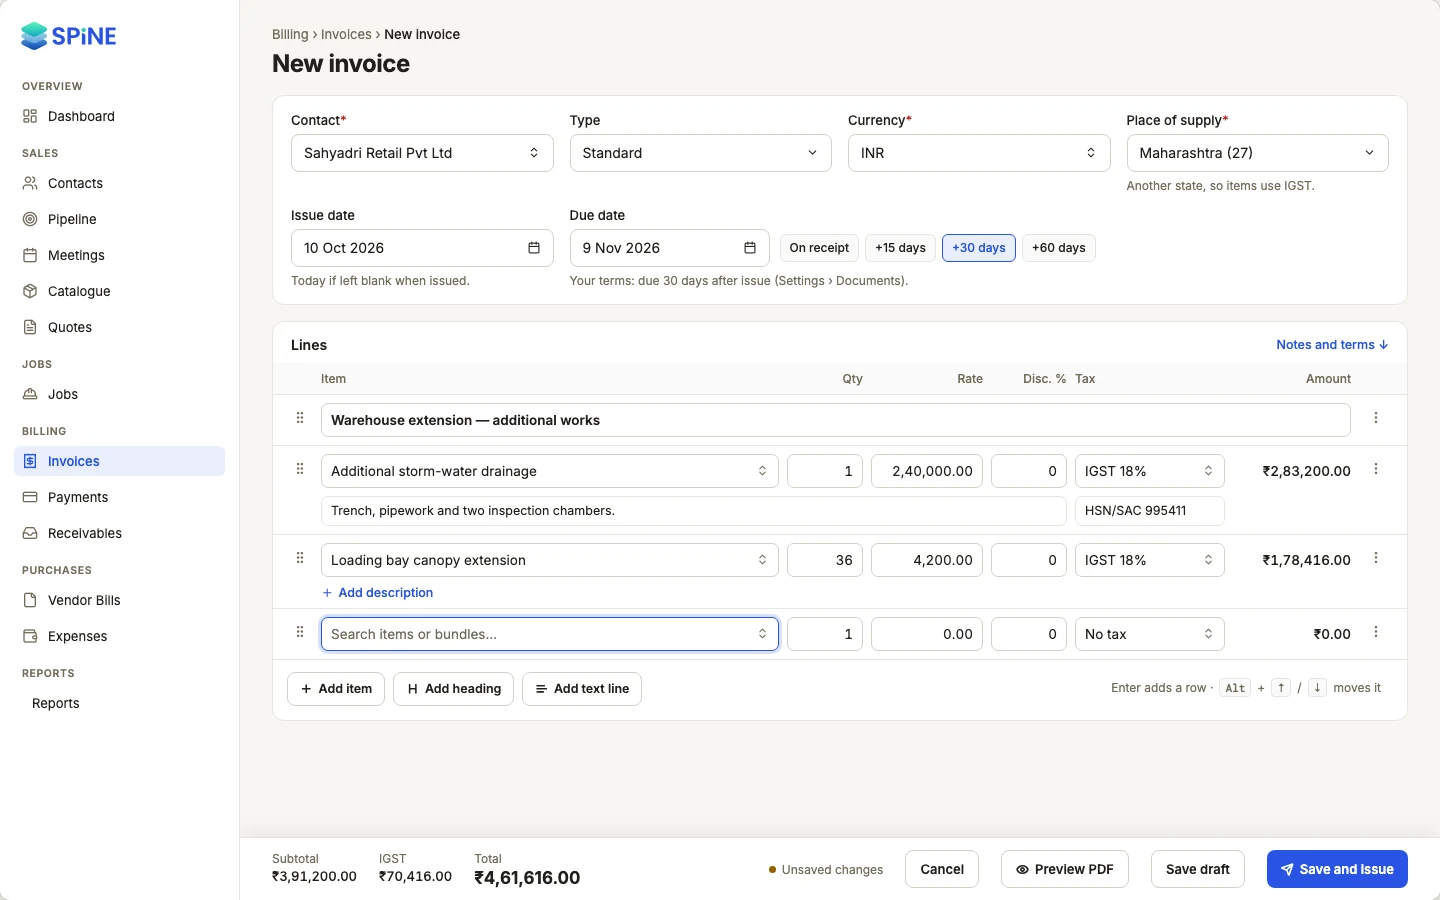 SPiNE
OVERVIEW
Dashboard
SALES
Contacts
Pipeline
Meetings
Catalogue
Quotes
JOBS
Jobs
BILLING
Invoices
Payments
Receivables
PURCHASES
Vendor Bills
Expenses
REPORTS
Reports
Billing › Invoices › New invoice
New invoice
Contact* Type Currency* Place of supply*
Sahyadri Retail Pvt Ltd Standard INR Maharashtra (27)
Another state, so items use IGST.
Issue date Due date
10 Oct 2026 9 Nov 2026 On receipt +15 days +30 days +60 days
Today if left blank when issued. Your terms: due 30 days after issue (Settings › Documents).
Lines Notes and terms ↓
Item Qty Rate Disc. % Tax Amount
Warehouse extension — additional works
Additional storm-water drainage 1 2,40,000.00 0 IGST 18% ₹2,83,200.00
Trench, pipework and two inspection chambers. HSN/SAC 995411
Loading bay canopy extension 36 4,200.00 0 IGST 18% ₹1,78,416.00
+ Add description
Search items or bundles... 1 0.00 0 No tax ₹0.00
+ Add item H Add heading Add text line Enter adds a row · Alt + ↑ / ↓ moves it
Subtotal IGST Total
₹3,91,200.00 ₹70,416.00 ₹4,61,616.00
Unsaved changes Cancel Preview PDF Save draft Save and issue